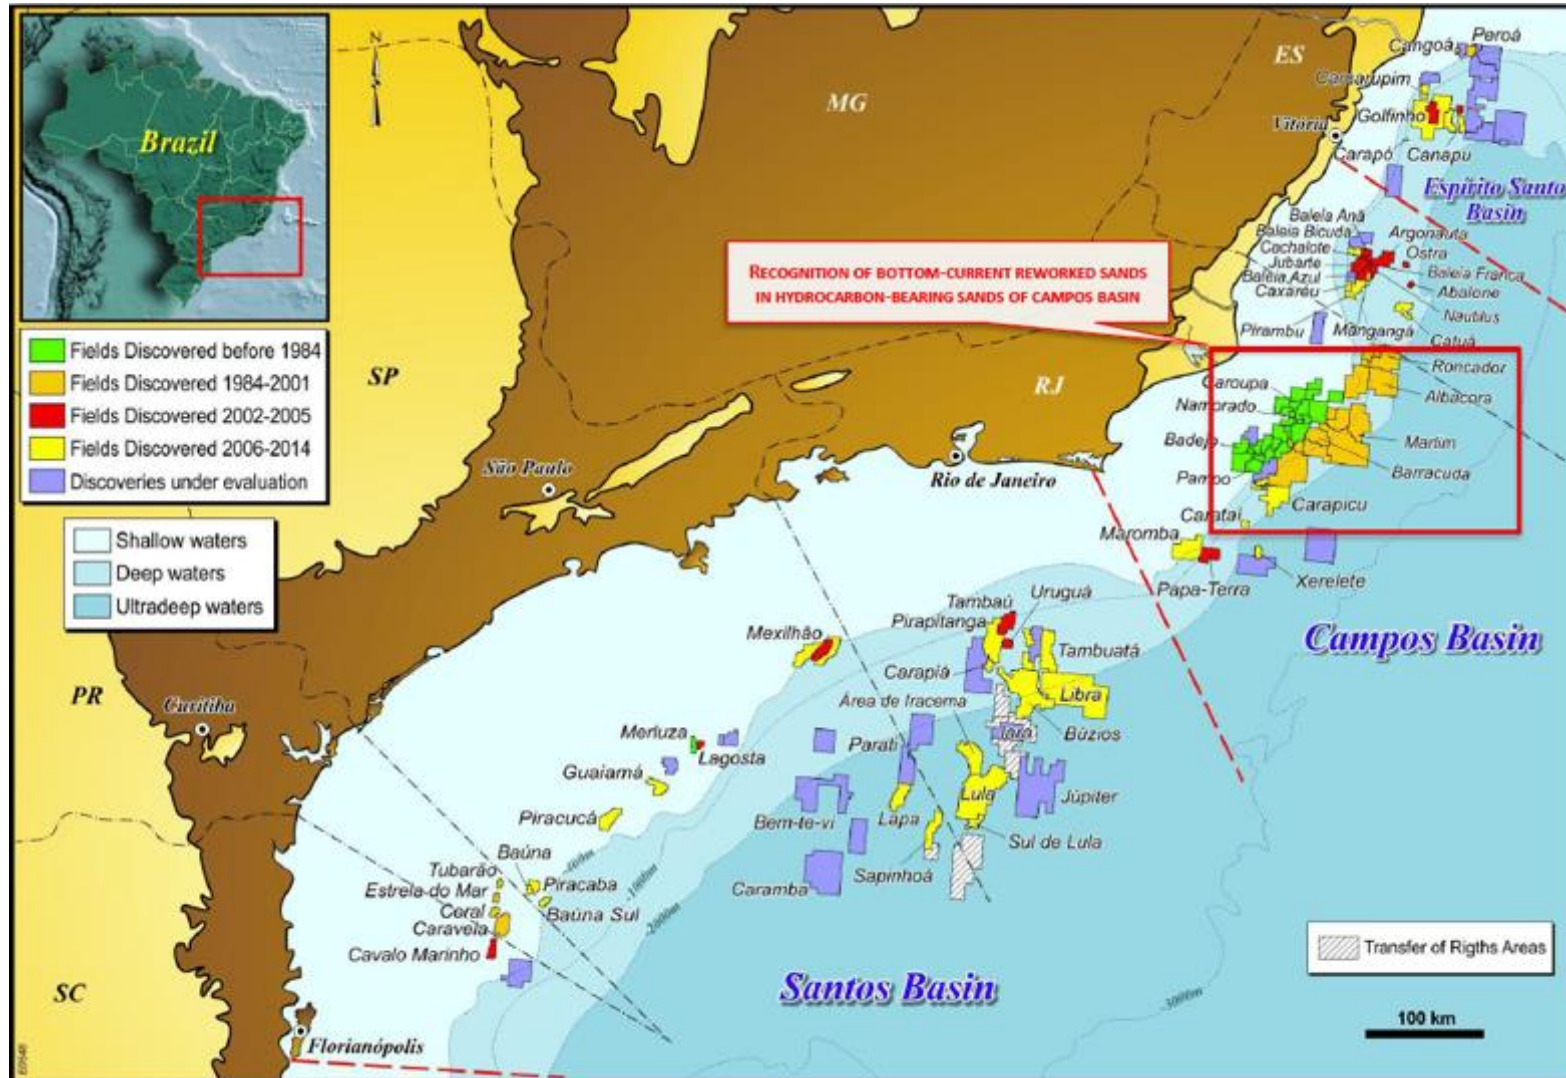 Brazil
N
Fields Discovered before 1984
Fields Discovered 1984-2001
Fields Discovered 2002-2005
Fields Discovered 2006-2014
Discoveries under evaluation
Shallow waters
Deep waters
Ultradeep waters
MG
ES
SP
RJ
PR
SC
Vitória
São Paulo
Rio de Janeiro
Curitiba
Florianópolis
RECOGNITION OF BOTTOM-CURRENT REWORKED SANDS
IN HYDROCARBON-BEARING SANDS OF CAMPOS BASIN
Cangoá
Peroá
Camarupim
Golfinho
Carapó
Canapu
Espírito Santo
Basin
Baleia Anã
Baleia Bicuda
Argonauta
Cachalote
Ostra
Jubarte
Baleia Franca
Baleia Azul
Abalone
Caxaréu
Nautilus
Pirambu
Mangangá
Catuá
Roncador
Garoupa
Albacora
Namorado
Badejo
Marlim
Barracuda
Pampo
Carapicu
Carataí
Maromba
Papa-Terra
Xerelete
Campos Basin
Uruguá
Tambaú
Pirapitanga
Mexilhão
Tambuatá
Carapiá
Libra
Área de Iracema
Búzios
Iara
Parati
Merluza
Lagosta
Guaiamá
Júpiter
Lula
Lapa
Bem-te-vi
Piracucá
Sul de Lula
Sapinhoá
Caramba
Baúna
Tubarão
Piracaba
Estrela do Mar
Baúna Sul
Coral
Caravela
Cavalo Marinho
-400m
-1000m
-2000m
-3000m
Santos Basin
Transfer of Rigths Areas
100 km